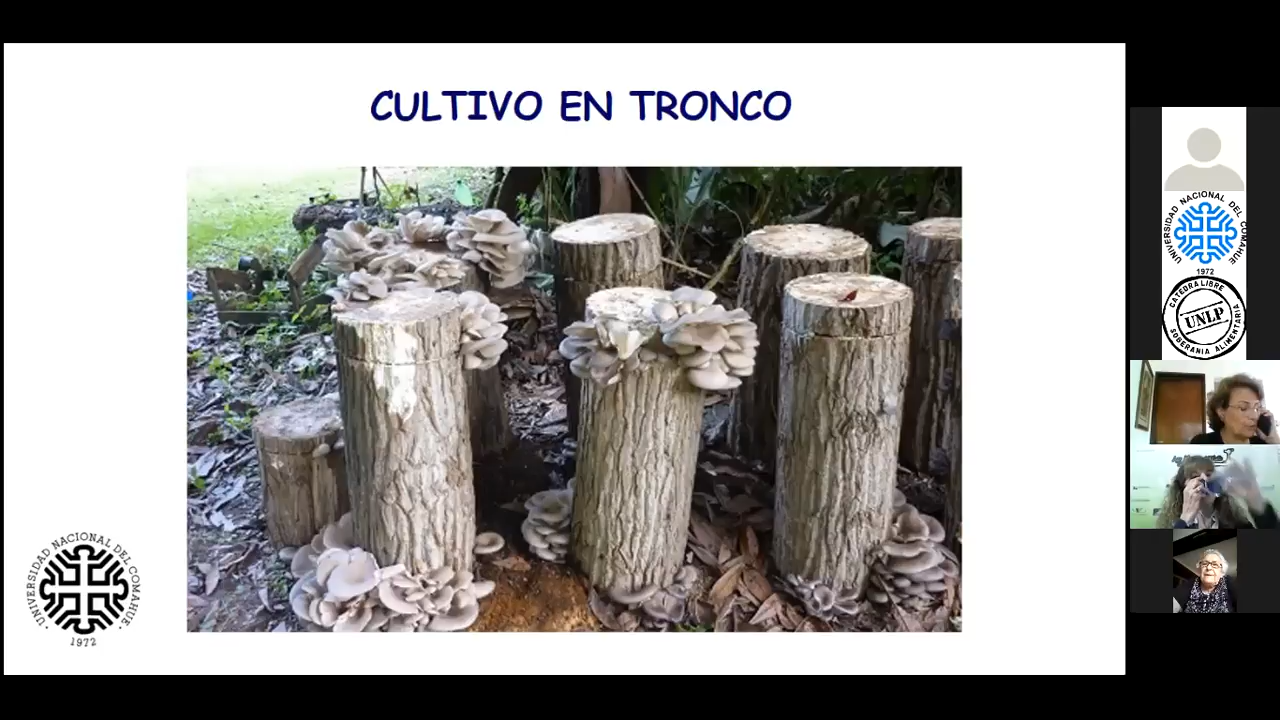 CULTIVO EN TRONCO
UNIVERSIDAD NACIONAL DEL COMAHUE
1972
UNIVERSIDAD NACIONAL DEL COMAHUE
1972
CATEDRA LIBRE
UNLP
SOBERANIA ALIMENTARIA